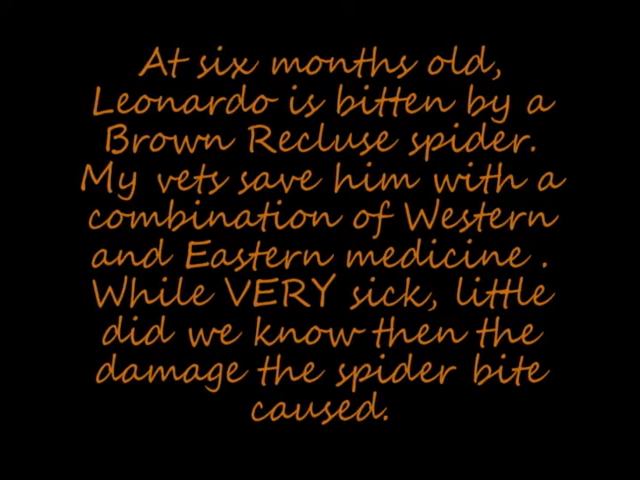 At six months old,
Leonardo is bitten by a
Brown Recluse spider.
My vets save him with a
combination of Western
and Eastern medicine .
While VERY sick, little
did we know then the
damage the spider bite
caused.